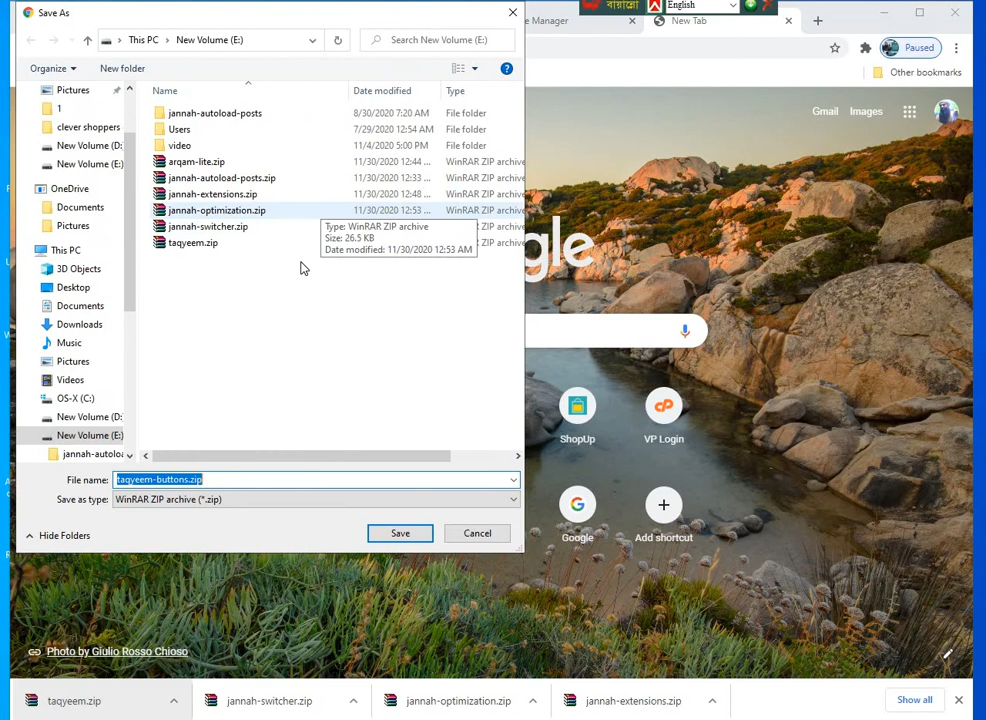 Save As
বায়ান্নো
English
e Manager
New Tab
This PC
New Volume (E:)
Search New Volume (E:)
Paused
Organize
New folder
Other bookmarks
Pictures
1
clever shoppers
New Volume (D:
New Volume (E:)
OneDrive
Documents
Pictures
This PC
3D Objects
Desktop
Documents
Downloads
Music
Pictures
Videos
OS-X (C:)
New Volume (D:
New Volume (E:)
jannah-autoloa
Name
Date modified
Type
jannah-autoload-posts
8/30/2020 7:20 AM
File folder
Users
7/29/2020 12:54 AM
File folder
video
11/4/2020 5:00 PM
File folder
arqam-lite.zip
11/30/2020 12:44 ...
WinRAR ZIP archive
jannah-autoload-posts.zip
11/30/2020 12:33 ...
WinRAR ZIP archive
jannah-extensions.zip
11/30/2020 12:48 ...
WinRAR ZIP archive
jannah-optimization.zip
11/30/2020 12:53 ...
WinRAR ZIP archive
jannah-switcher.zip
ZIP archive
taqyeem.zip
ZIP archive
Type: WinRAR ZIP archive
Size: 26.5 KB
Date modified: 11/30/2020 12:53 AM
File name:
taqyeem-buttons.zip
Save as type:
WinRAR ZIP archive (*.zip)
Hide Folders
Save
Cancel
Gmail
Images
gle
ShopUp
VP Login
Google
Add shortcut
Photo by Giulio Rosso Chioso
taqyeem.zip
jannah-switcher.zip
jannah-optimization.zip
jannah-extensions.zip
Show all